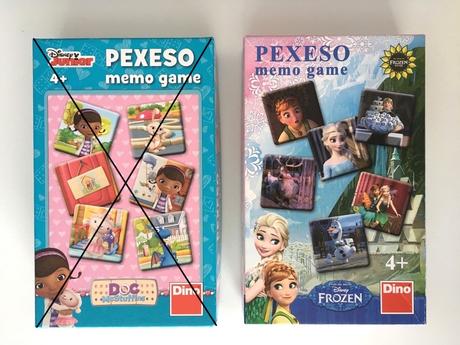 Disney
JUNIOR
4+
PEXESO
memo game
DOC
McStuffins
Dino
PEXESO
memo game
FROZEN
4+
Disney
FROZEN
Dino